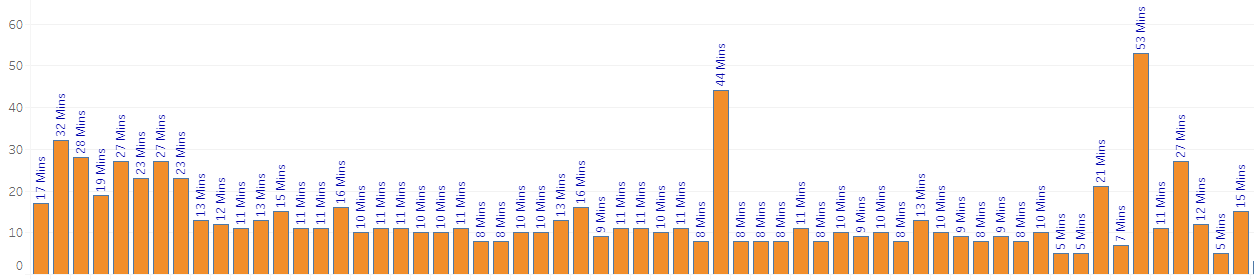 60
50
40
30
20
10
0
17 Mins
32 Mins
28 Mins
19 Mins
27 Mins
23 Mins
27 Mins
23 Mins
13 Mins
12 Mins
11 Mins
13 Mins
15 Mins
11 Mins
11 Mins
16 Mins
10 Mins
11 Mins
11 Mins
10 Mins
10 Mins
11 Mins
8 Mins
8 Mins
10 Mins
10 Mins
13 Mins
16 Mins
9 Mins
11 Mins
11 Mins
10 Mins
11 Mins
8 Mins
44 Mins
8 Mins
8 Mins
8 Mins
11 Mins
8 Mins
10 Mins
9 Mins
10 Mins
8 Mins
13 Mins
10 Mins
9 Mins
8 Mins
9 Mins
8 Mins
10 Mins
5 Mins
5 Mins
21 Mins
7 Mins
53 Mins
11 Mins
27 Mins
12 Mins
5 Mins
15 Mins